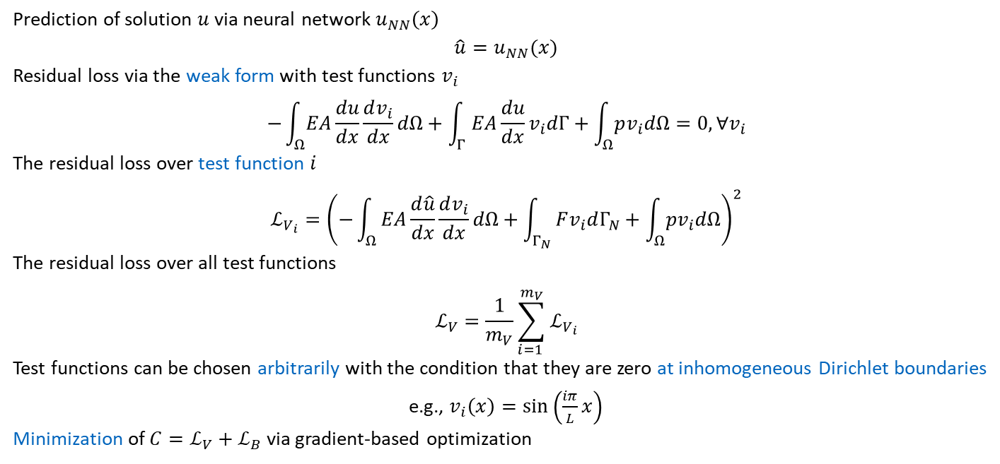 Prediction of solution $u$ via neural network $u_{NN}(x)$
$\hat{u} = u_{NN}(x)$
Residual loss via the weak form with test functions $v_i$
$-\int_{\Omega} EA \frac{du}{dx} \frac{dv_i}{dx} d\Omega + \int_{\Gamma} EA \frac{du}{dx} v_i d\Gamma + \int_{\Omega} p v_i d\Omega = 0, \forall v_i$
The residual loss over test function $i$
$\mathcal{L}_{V_i} = \left( -\int_{\Omega} EA \frac{d\hat{u}}{dx} \frac{dv_i}{dx} d\Omega + \int_{\Gamma_N} F v_i d\Gamma_N + \int_{\Omega} p v_i d\Omega \right)^2$
The residual loss over all test functions
$\mathcal{L}_V = \frac{1}{m_V} \sum_{i=1}^{m_V} \mathcal{L}_{V_i}$
Test functions can be chosen arbitrarily with the condition that they are zero at inhomogeneous Dirichlet boundaries
e.g., $v_i(x) = \sin\left(\frac{i\pi}{L} x\right)$
Minimization of $C = \mathcal{L}_V + \mathcal{L}_B$ via gradient-based optimization